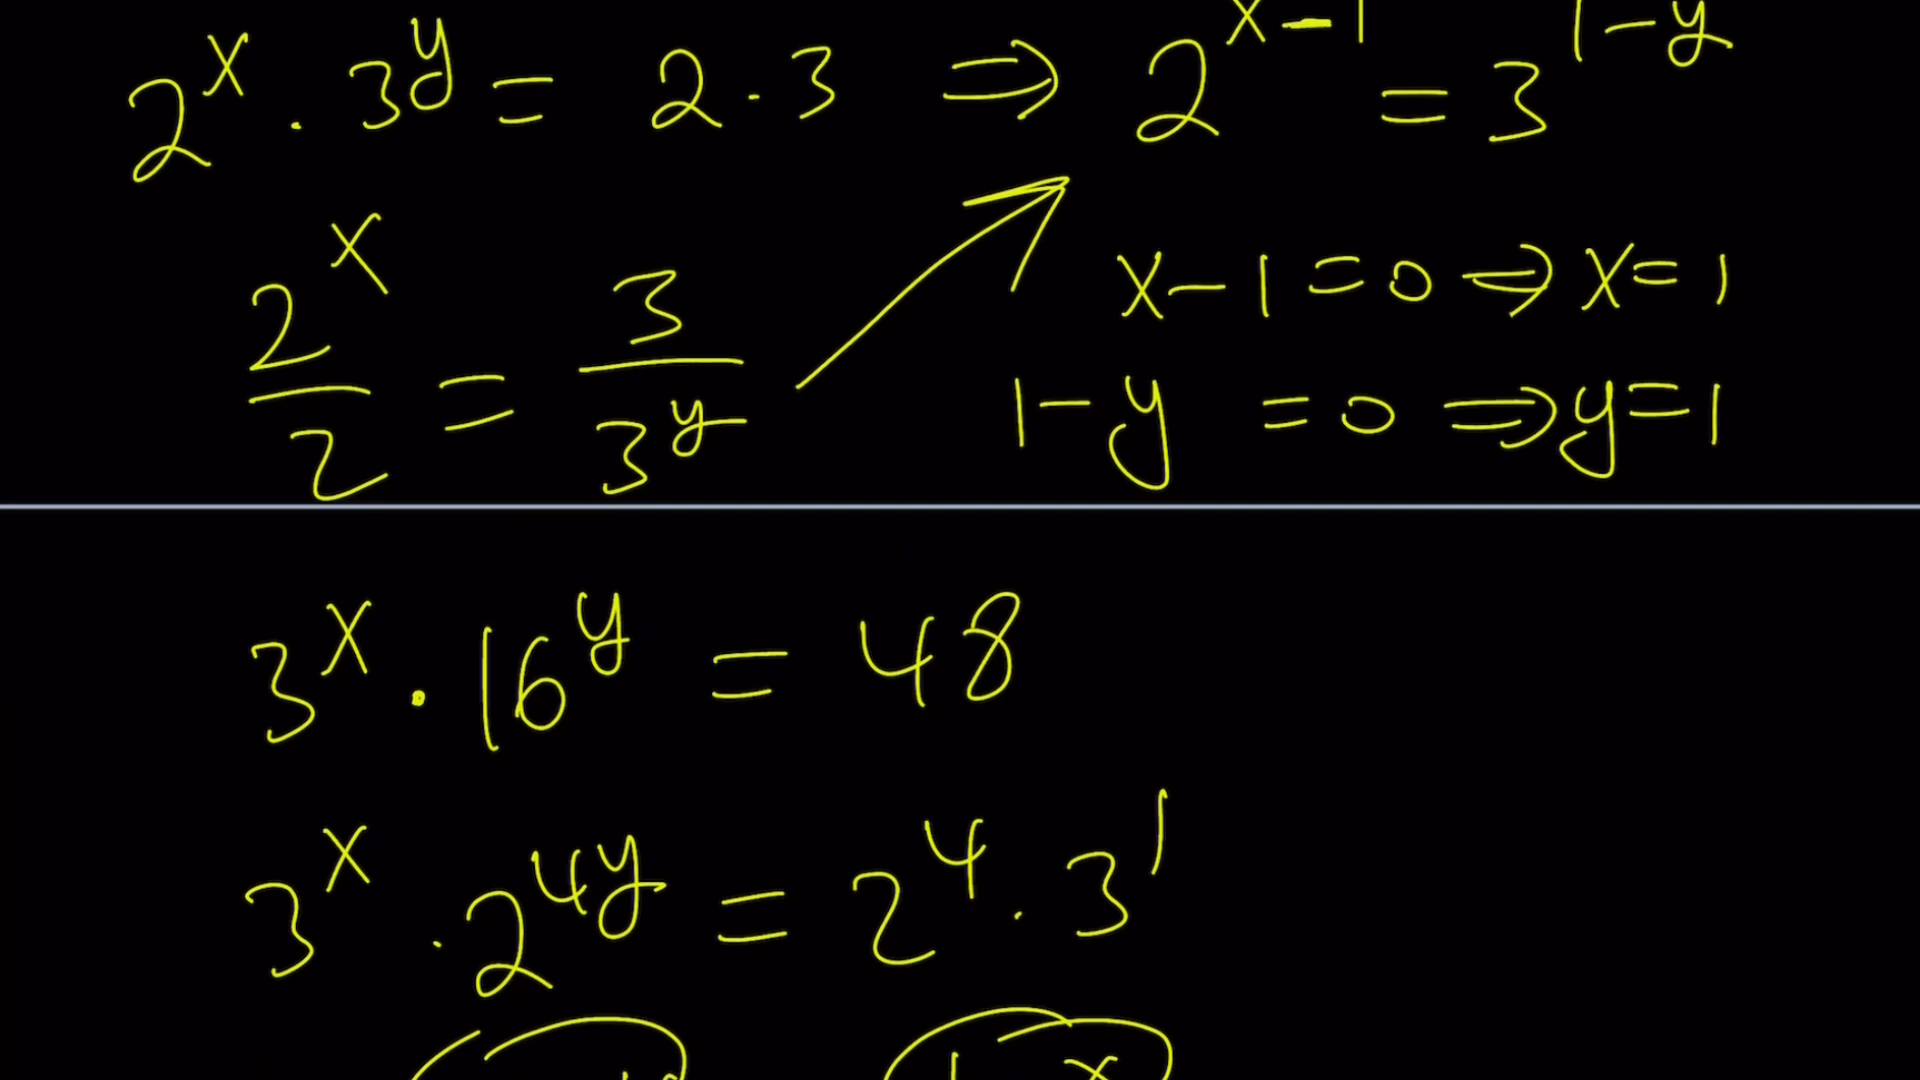 2^x · 3^y = 2 · 3 ⇒ 2^{x-1} = 3^{1-y}
2^x/2 = 3/3^y
x - 1 = 0 ⇒ x = 1
1 - y = 0 ⇒ y = 1
3^x · 16^y = 48
3^x · 2^{4y} = 2^4 · 3^1